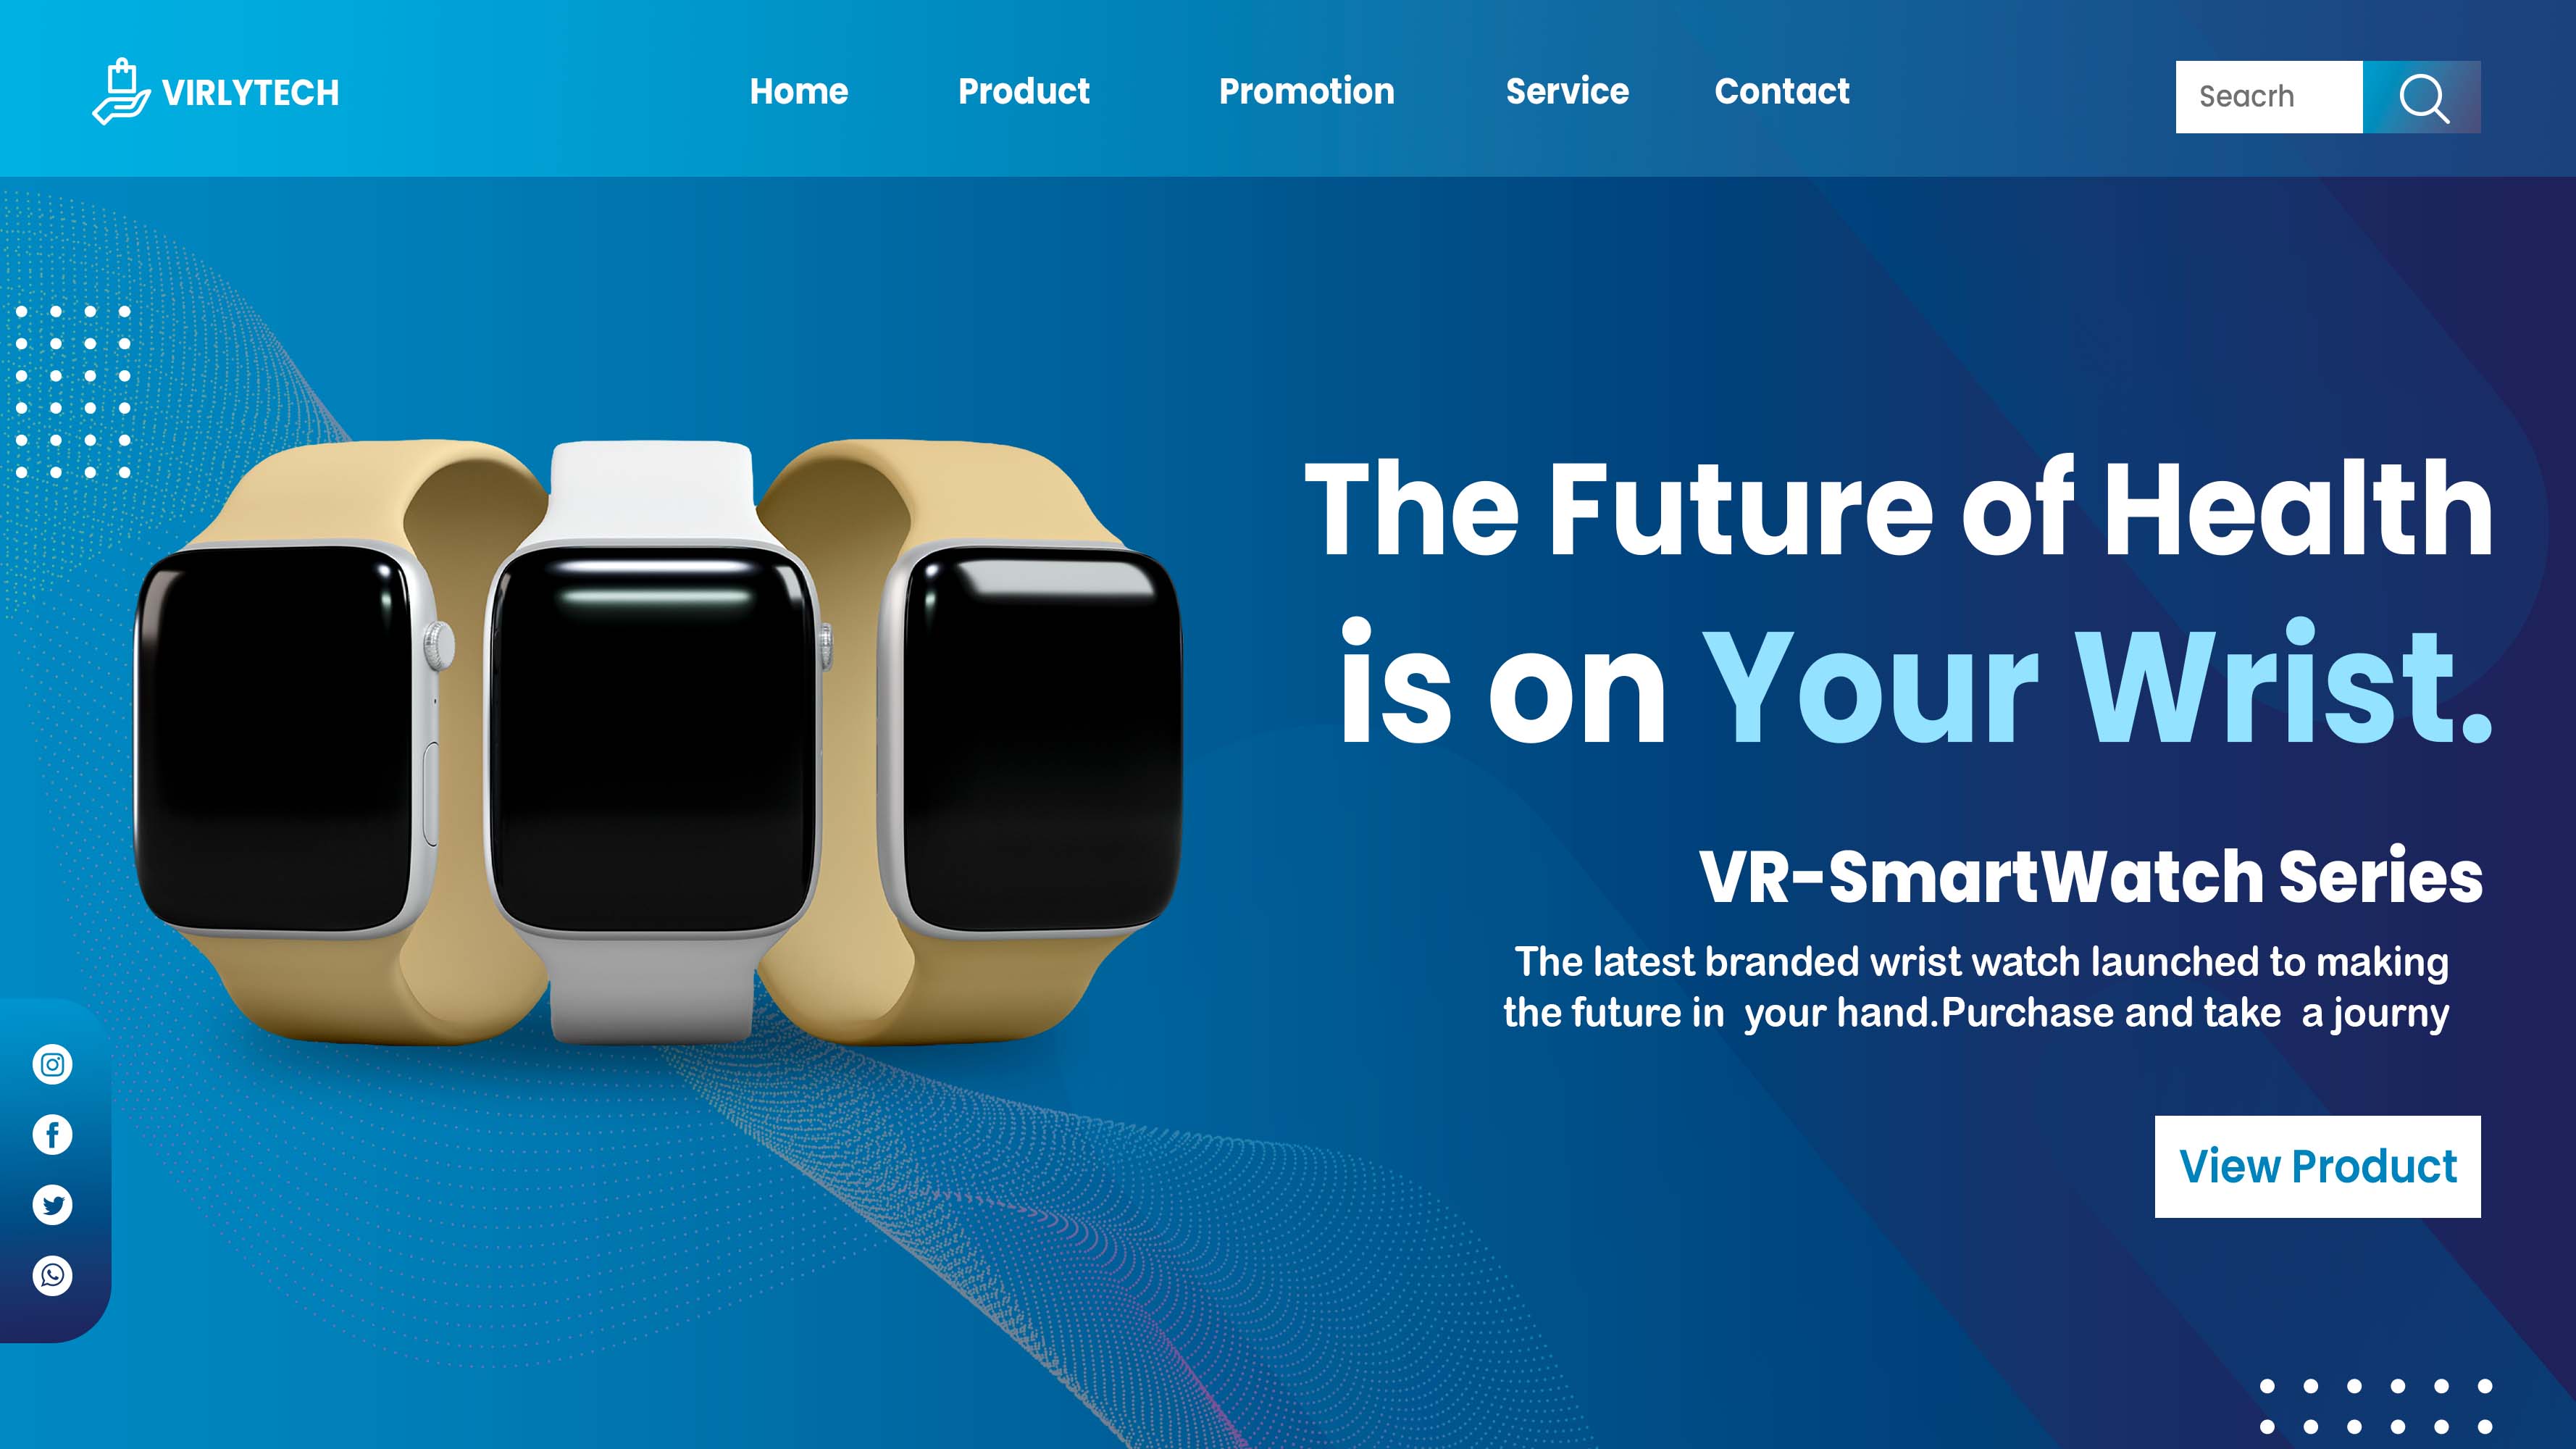 VIRLYTECH
Home Product Promotion Service Contact
Seacrh
The Future of Health
is on Your Wrist.
VR-SmartWatch Series
The latest branded wrist watch launched to making
the future in  your hand.Purchase and take  a journy
View Product